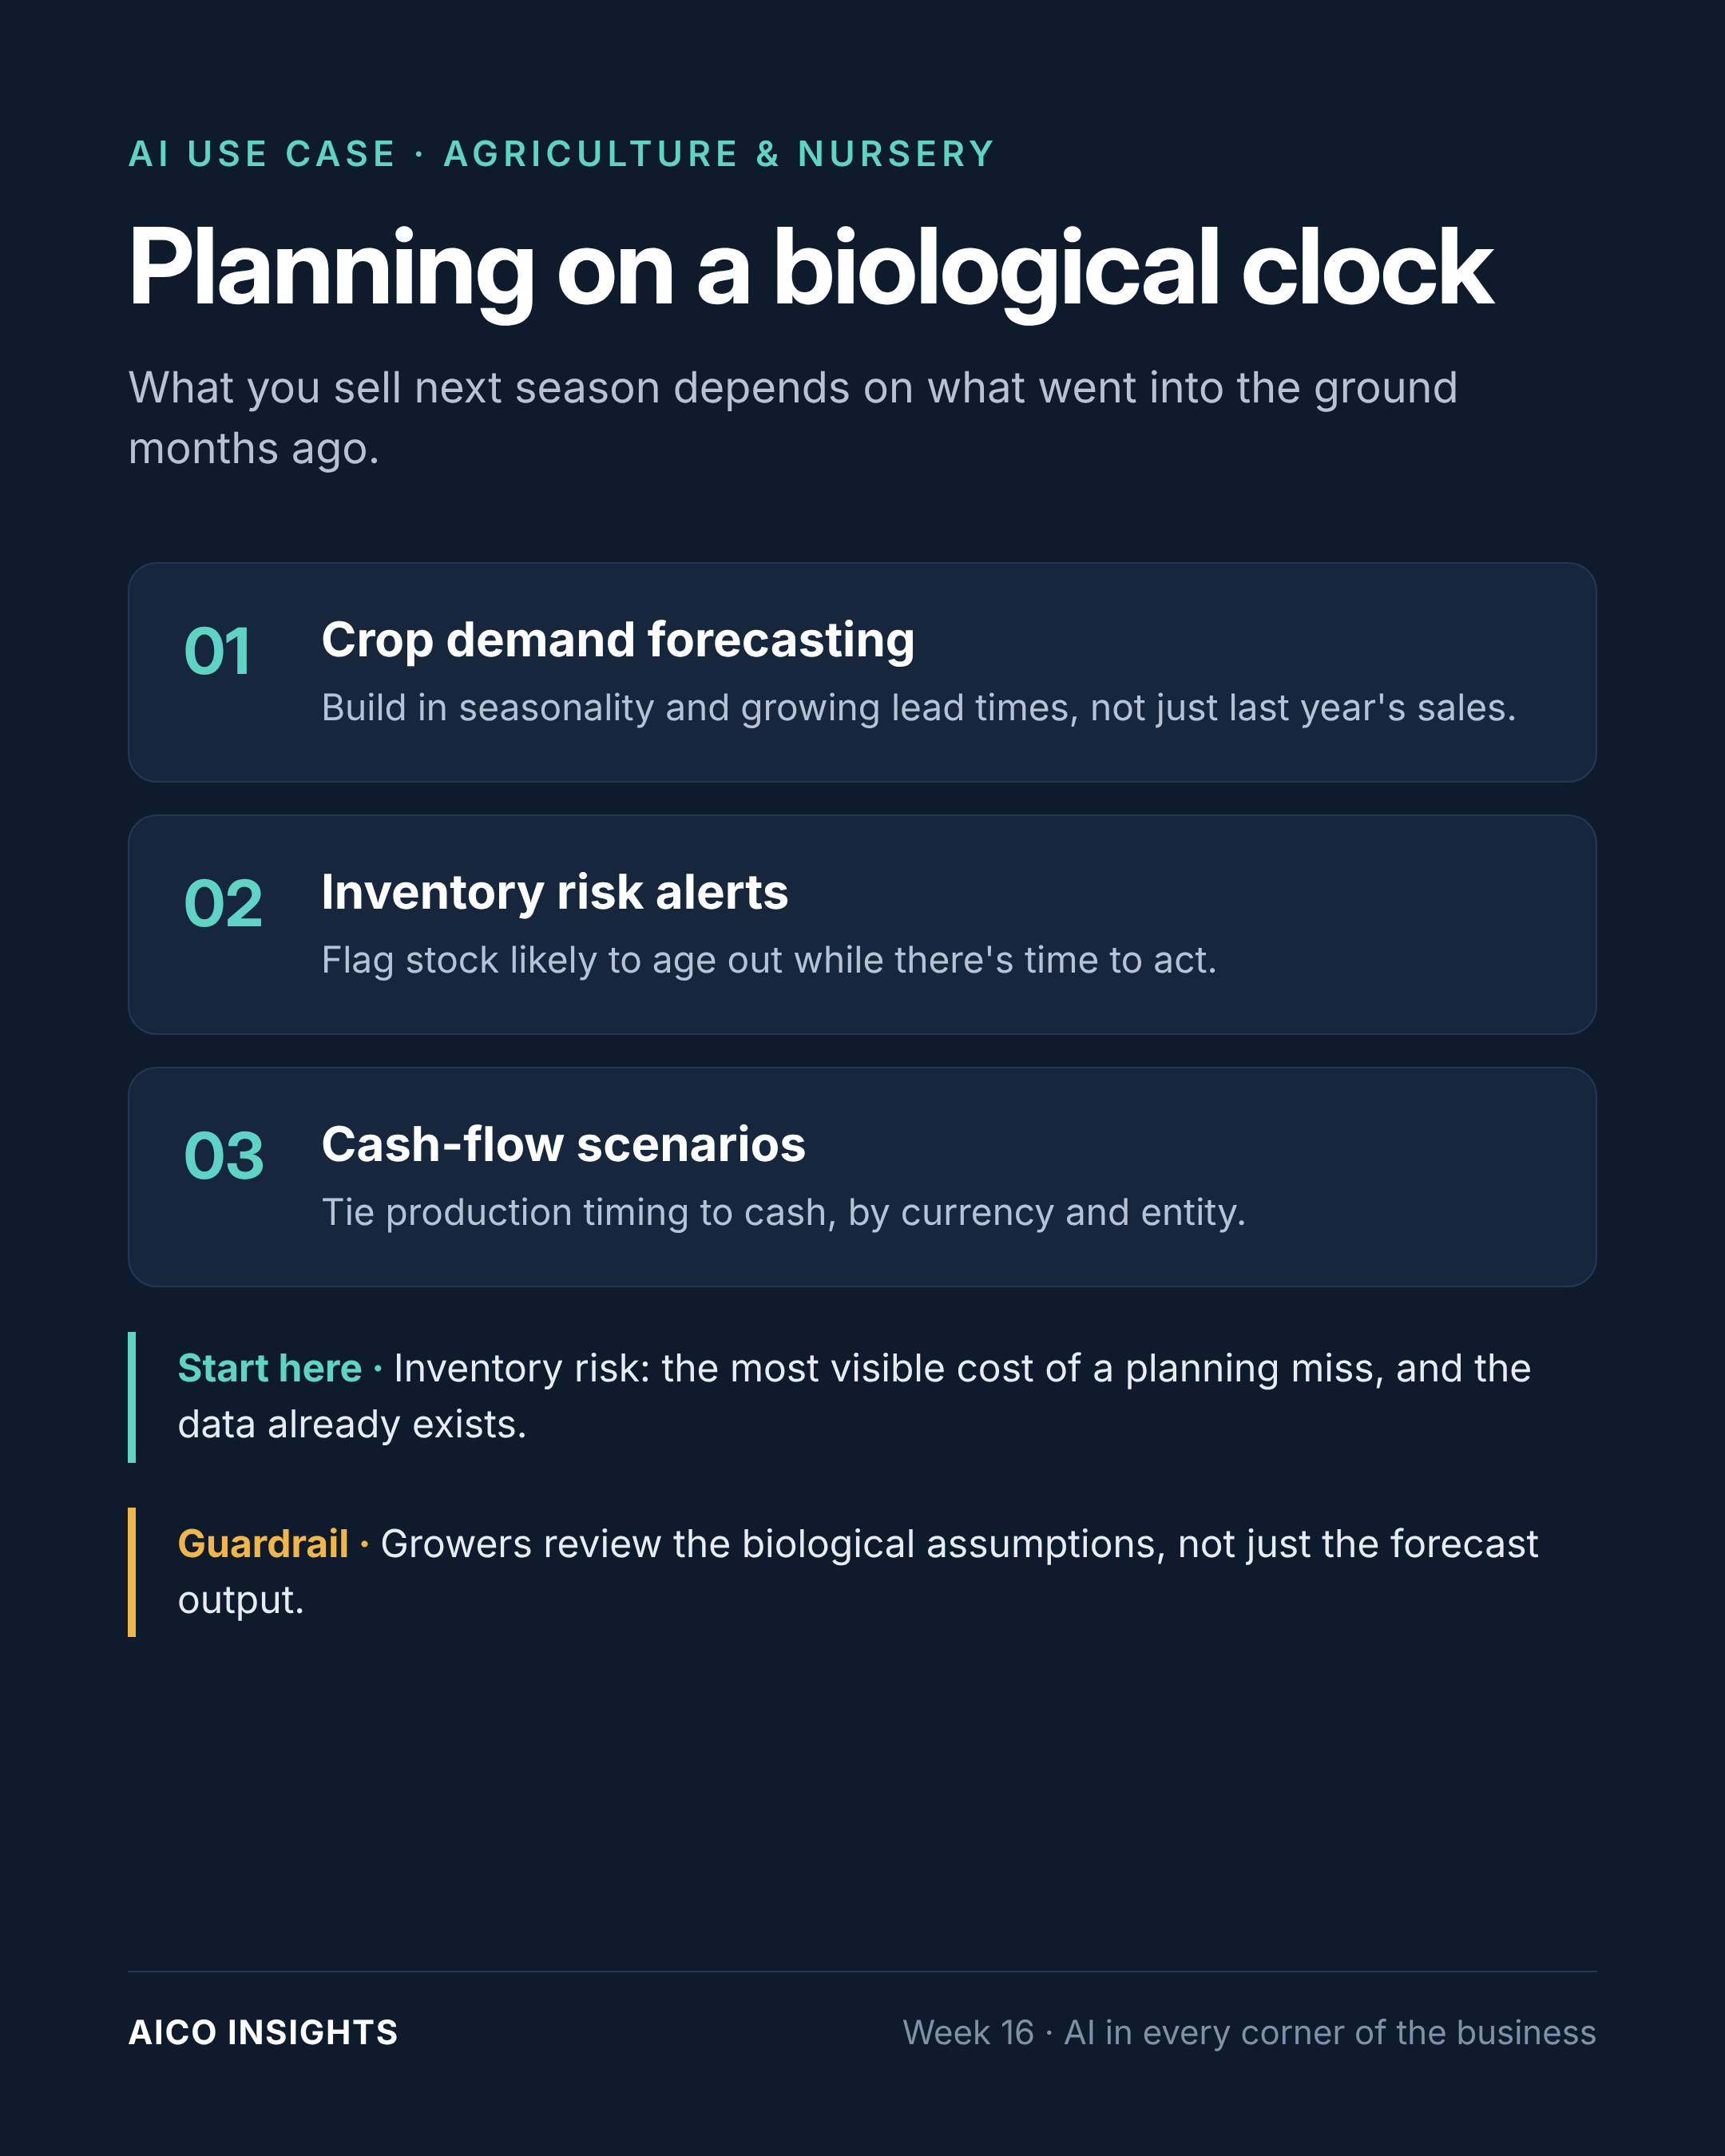 AI USE CASE · AGRICULTURE & NURSERY
Planning on a biological clock
What you sell next season depends on what went into the ground
months ago.
01
Crop demand forecasting
Build in seasonality and growing lead times, not just last year's sales.
02
Inventory risk alerts
Flag stock likely to age out while there's time to act.
03
Cash-flow scenarios
Tie production timing to cash, by currency and entity.
Start here · Inventory risk: the most visible cost of a planning miss, and the
data already exists.
Guardrail · Growers review the biological assumptions, not just the forecast
output.
AICO INSIGHTS
Week 16 · AI in every corner of the business